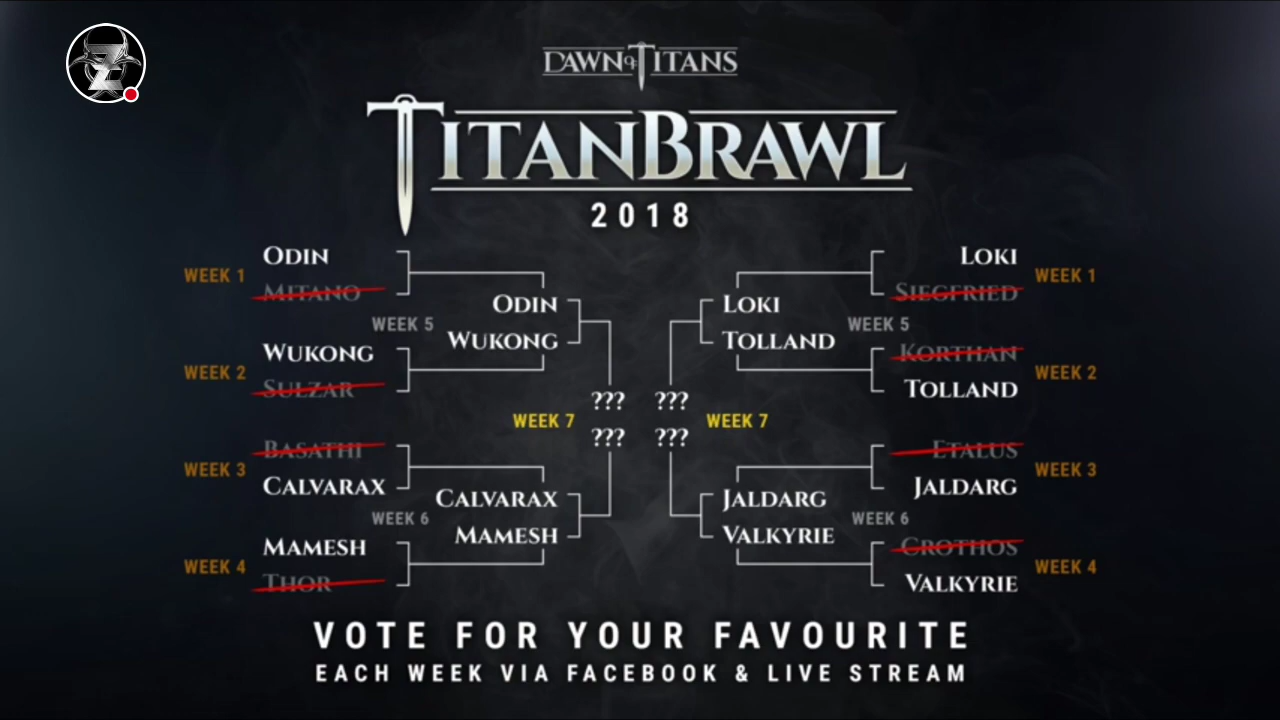 DAWN OF TITANS
TITANBRAWL
2018
ODIN
WEEK 1
MITANO
ODIN
WEEK 5
WUKONG
WUKONG
WEEK 2
SULZAR
???
WEEK 7
???
BASATHI
WEEK 3
CALVARAX
CALVARAX
WEEK 6
MAMESH
MAMESH
WEEK 4
THOR
LOKI
WEEK 1
SIEGFRIED
LOKI
WEEK 5
TOLLAND
KORTHAN
WEEK 2
TOLLAND
???
WEEK 7
???
ETALUS
WEEK 3
JALDARG
JALDARG
WEEK 6
VALKYRIE
GROTHOS
WEEK 4
VALKYRIE
VOTE FOR YOUR FAVOURITE
EACH WEEK VIA FACEBOOK & LIVE STREAM